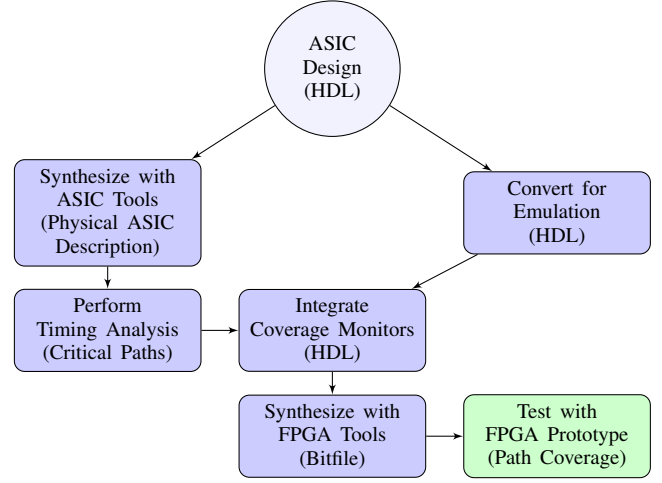 ASIC
Design
(HDL)
Synthesize with
ASIC Tools
(Physical ASIC
Description)
Convert for
Emulation
(HDL)
Perform
Timing Analysis
(Critical Paths)
Integrate
Coverage Monitors
(HDL)
Synthesize with
FPGA Tools
(Bitfile)
Test with
FPGA Prototype
(Path Coverage)